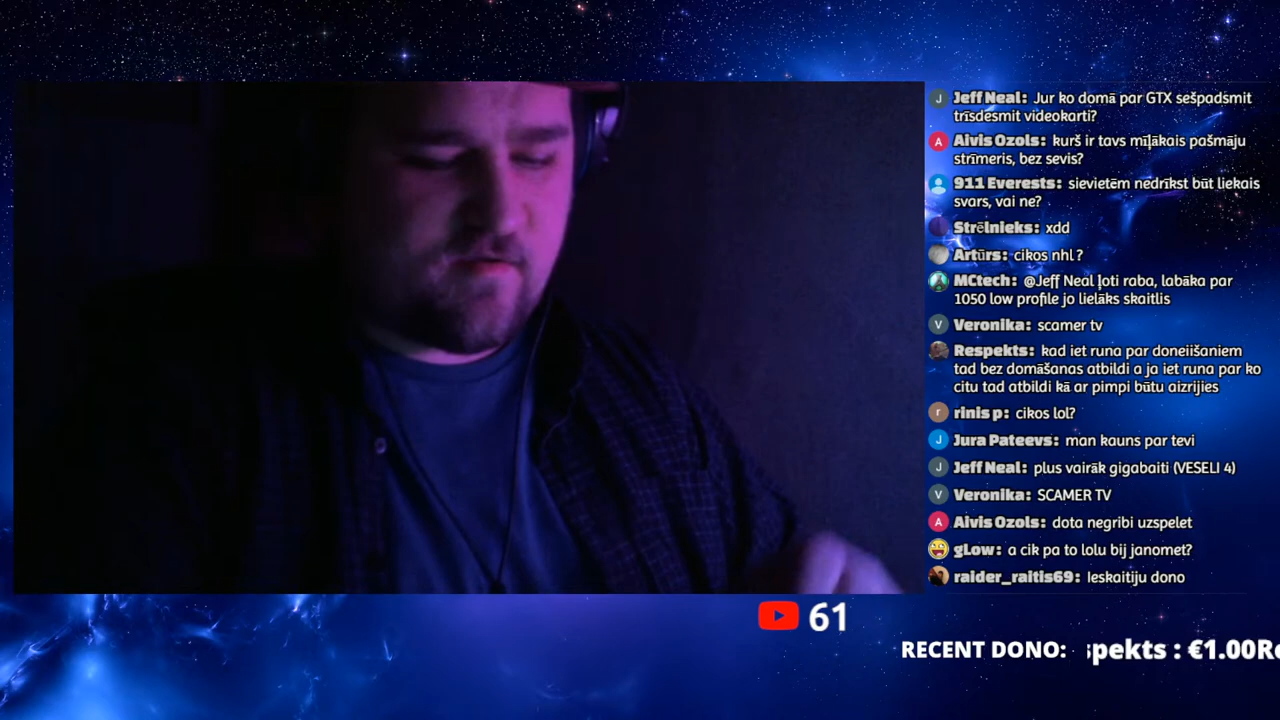 J Jeff Neal: Jur ko domā par GTX sešpadsmit
trīsdesmit videokarti?
A Aivis Ozols: kurš ir tavs mīļākais pašmāju
strīmeris, bez sevis?
911 Everests: sievietēm nedrīkst būt liekais
svars, vai ne?
Strēlnieks: xdd
Artūrs: cikos nhl ?
MCtech: @Jeff Neal ļoti raba, labāka par
1050 low profile jo lielāks skaitlis
V Veronika: scamer tv
Respekts: kad iet runa par doneiišaniem
tad bez domāšanas atbildi a ja iet runa par ko
citu tad atbildi kā ar pimpi būtu aizrijies
r rinis p: cikos lol?
J Jura Pateevs: man kauns par tevi
J Jeff Neal: plus vairāk gigabaiti (VESELI 4)
V Veronika: SCAMER TV
A Aivis Ozols: dota negribi uzspelet
gLow: a cik pa to lolu bij janomet?
raider_raitis69: Ieskaitiju dono
61
RECENT DONO: spekts : €1.00Re